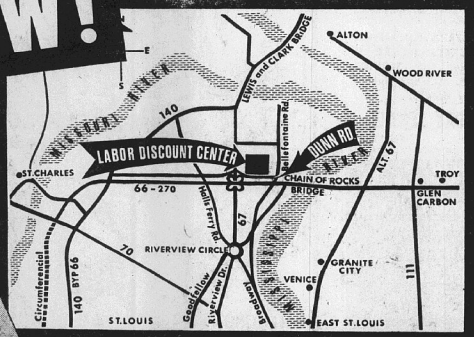 W!
N
E
S
ALTON
LEWIS and CLARK BRIDGE
WOOD RIVER
MISSOURI RIVER
140
Bellefontaine Rd.
DUNN RD
LABOR DISCOUNT CENTER
RIVER
ALT. 67
ST. CHARLES
CHAIN OF ROCKS
BRIDGE
TROY
66-270
GLEN
CARBON
Halls Ferry Rd.
67
MISSISSIPPI
70
RIVERVIEW CIRCLE
Circumferential
140 BYP 66
GRANITE
CITY
111
Goodfellow
Riverview Dr.
Broadway
VENICE
ST. LOUIS
EAST ST. LOUIS